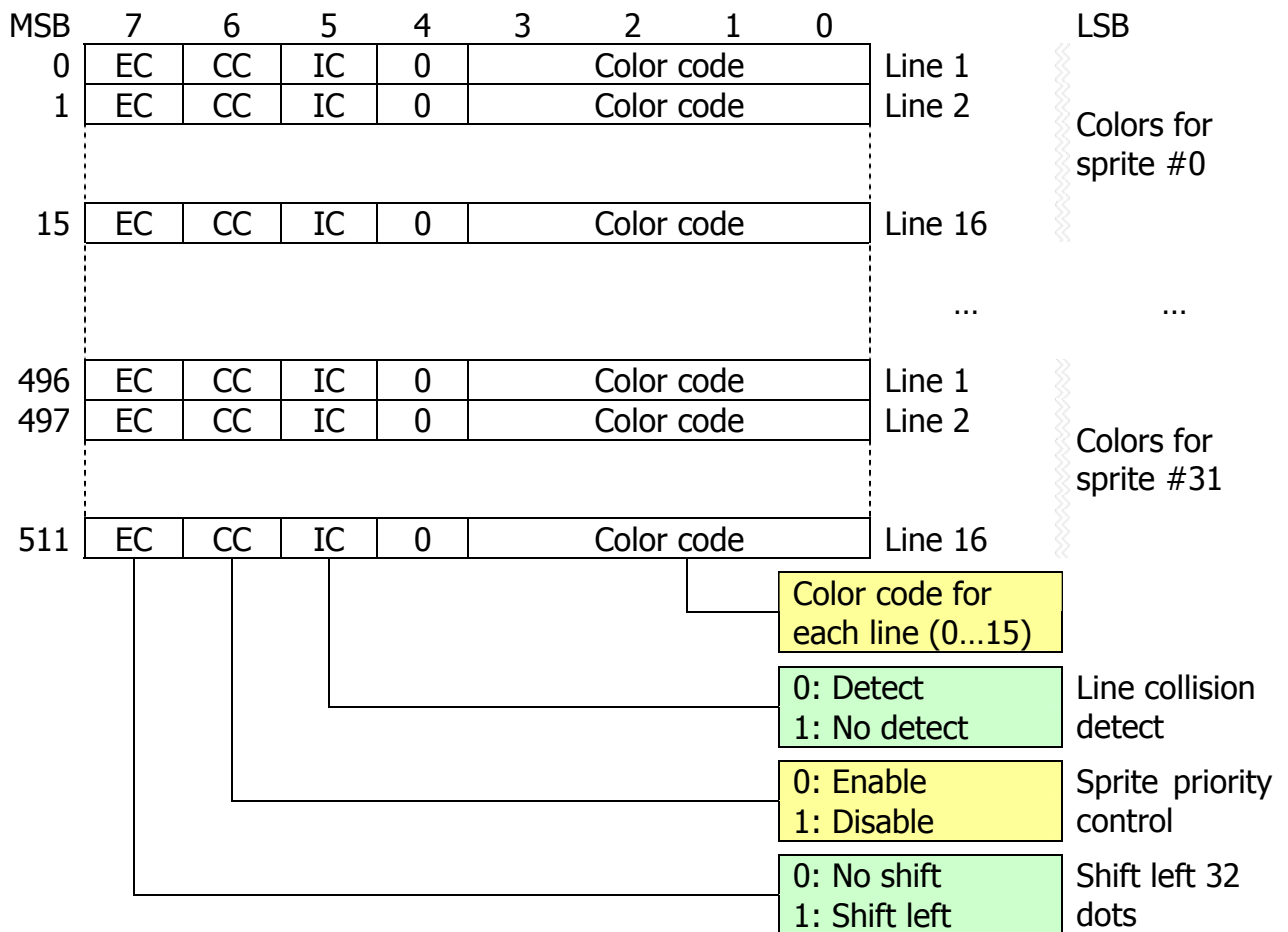 MSB 7 6 5 4 3 2 1 0 LSB
0 EC CC IC 0 Color code Line 1
1 EC CC IC 0 Color code Line 2
Colors for
sprite #0
15 EC CC IC 0 Color code Line 16
... ...
496 EC CC IC 0 Color code Line 1
497 EC CC IC 0 Color code Line 2
Colors for
sprite #31
511 EC CC IC 0 Color code Line 16
Color code for
each line (0...15)
0: Detect Line collision
1: No detect detect
0: Enable Sprite priority
1: Disable control
0: No shift Shift left 32
1: Shift left dots